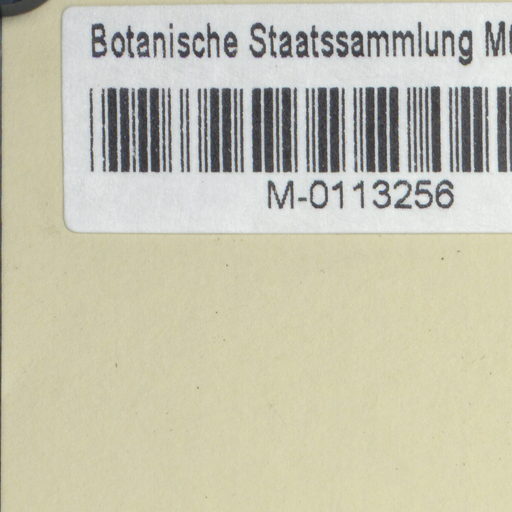 Botanische Staatssammlung
M-0113256